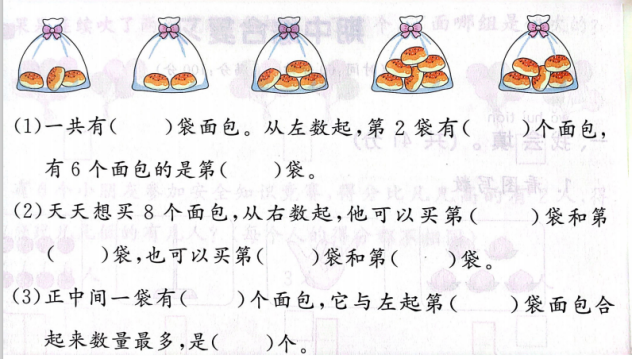 (1)一共有(　　)袋面包。从左数起,第 2 袋有(　　)个面包,
有 6 个面包的是第(　　)袋。
(2)天天想买 8 个面包,从右数起,他可以买第(　　)袋和第
(　　)袋,也可以买第(　　)袋和第(　　)袋。
(3)正中间一袋有(　　)个面包,它与左起第(　　)袋面包合
起来数量最多,是(　　)个。